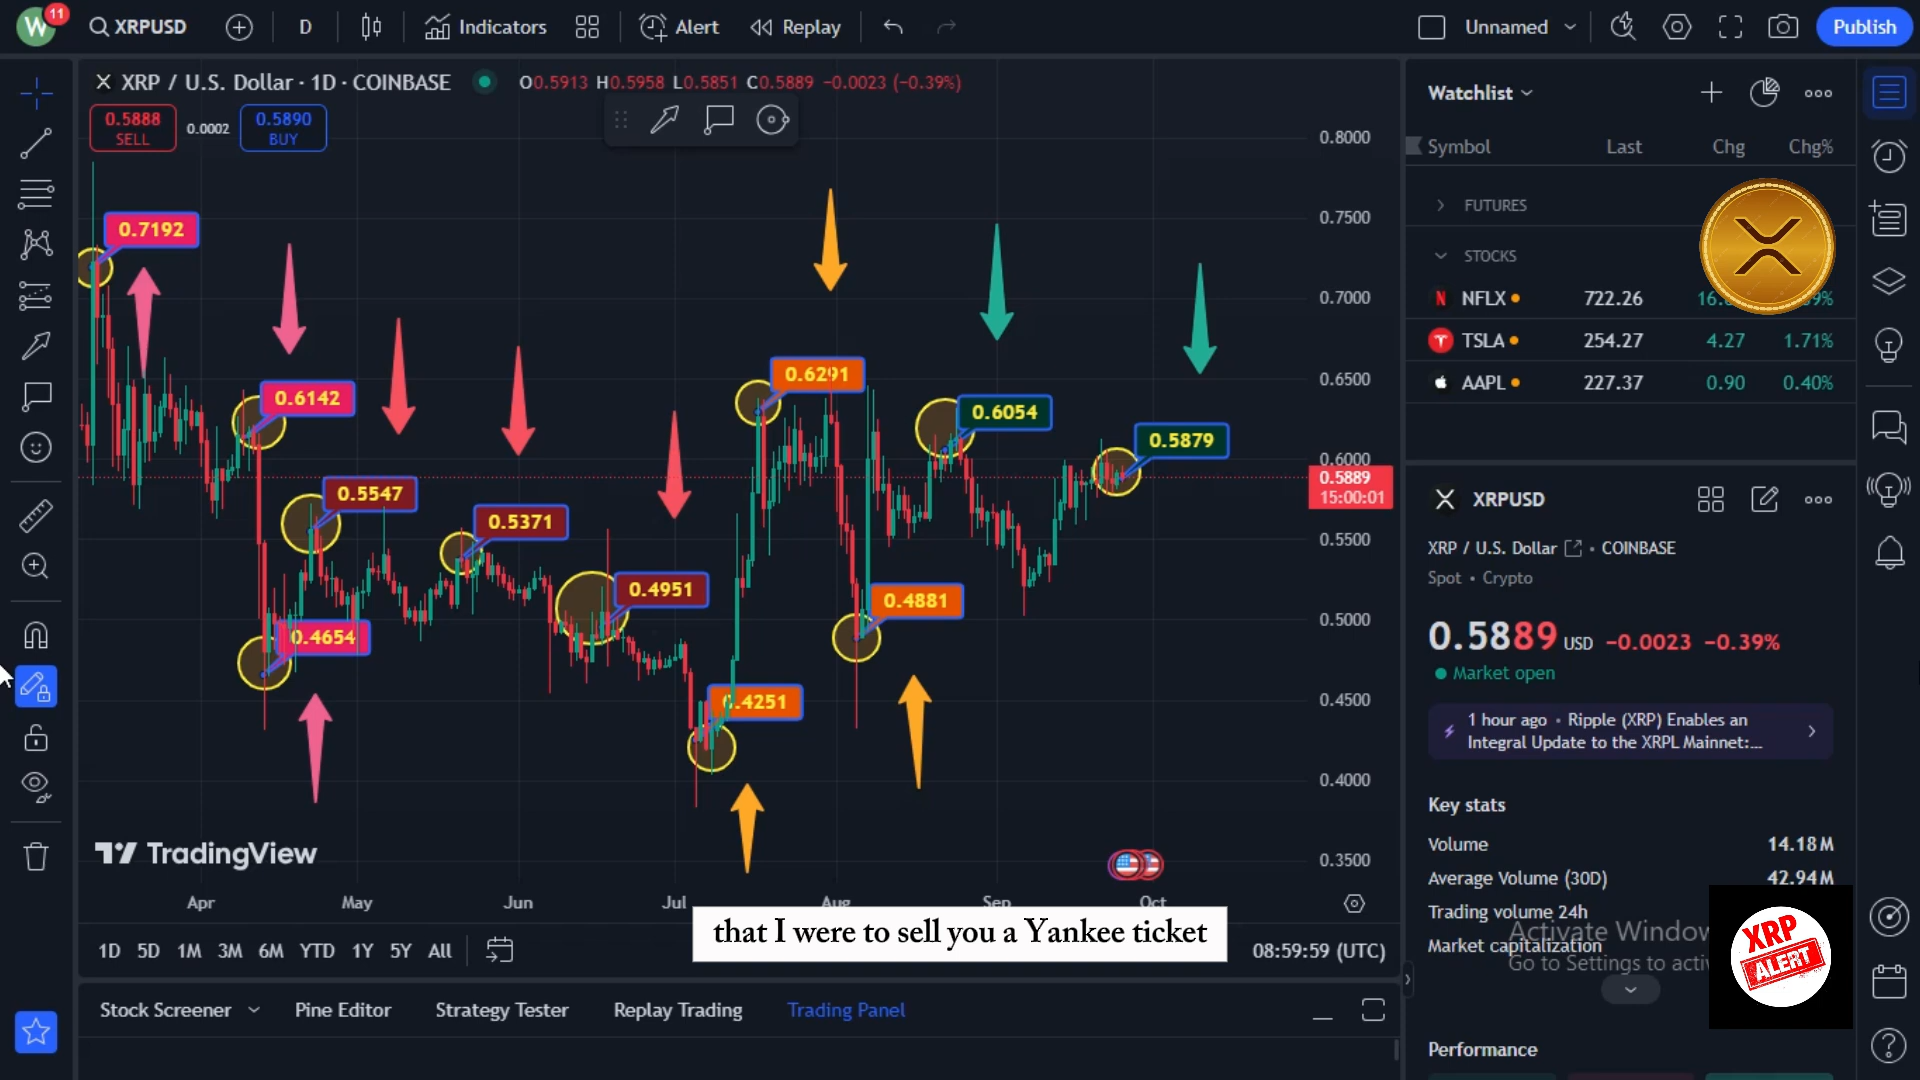 W 11 XRPUSD D Indicators Alert Replay Unnamed Publish
XRP / U.S. Dollar · 1D · COINBASE O0.5913 H0.5958 L0.5851 C0.5889 −0.0023 (−0.39%)
0.5888 SELL
0.0002
0.5890 BUY
0.7192
0.6142
0.5547
0.4654
0.5371
0.4951
0.4251
0.6291
0.4881
0.6054
0.5879
0.8000
0.7500
0.7000
0.6500
0.6000
0.5889
15:00:01
0.5500
0.5000
0.4500
0.4000
0.3500
TradingView
Apr May Jun Jul Aug Sep Oct
that I were to sell you a Yankee ticket
1D 5D 1M 3M 6M YTD 1Y 5Y All
08:59:59 (UTC)
Stock Screener Pine Editor Strategy Tester Replay Trading Trading Panel
Watchlist
Symbol Last Chg Chg%
FUTURES
STOCKS
NFLX 722.26
TSLA 254.27 4.27 1.71%
AAPL 227.37 0.90 0.40%
XRPUSD
XRP / U.S. Dollar · COINBASE
Spot · Crypto
0.5889 USD −0.0023 −0.39%
Market open
1 hour ago · Ripple (XRP) Enables an
Integral Update to the XRPL Mainnet:...
Key stats
Volume 14.18M
Average Volume (30D) 42.94M
Trading volume 24h
Market capitalization
Activate Window
Go to Settings to
XRP
ALERT
Performance